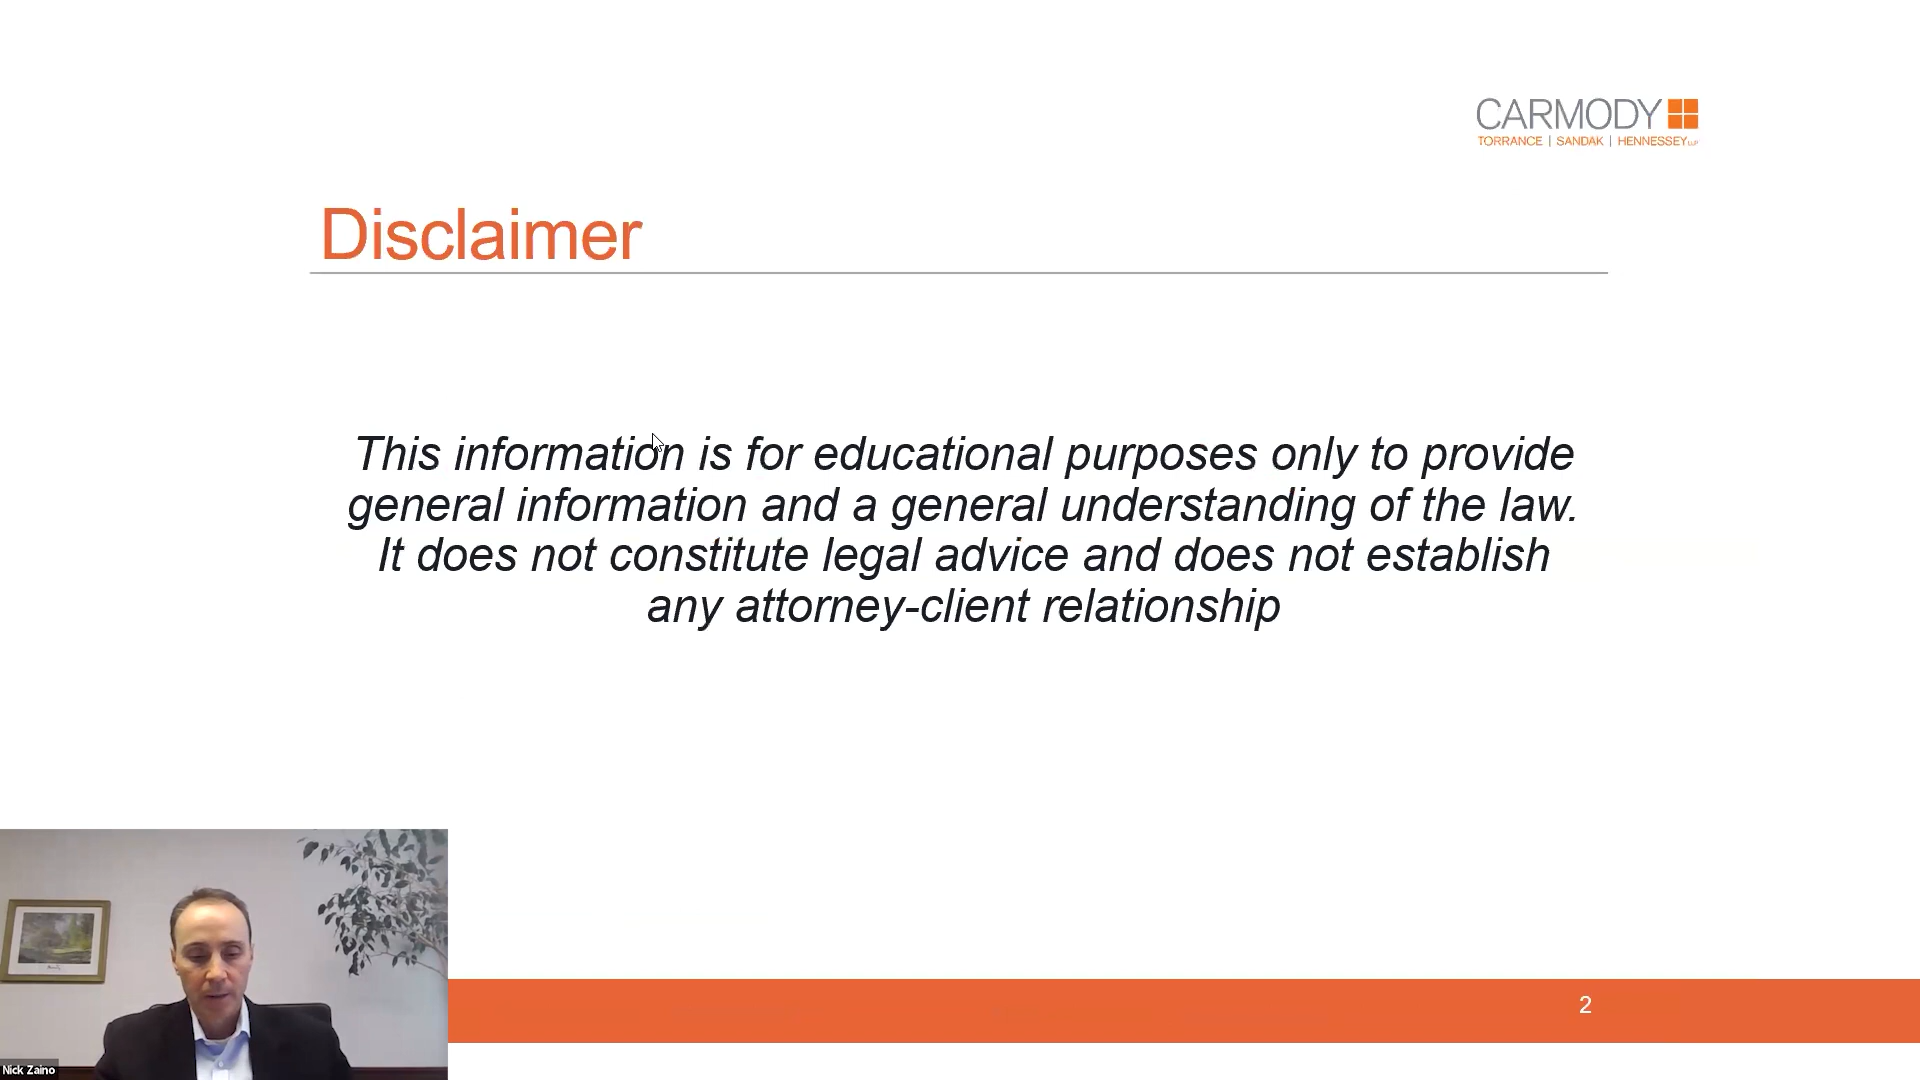 CARMODY
TORRANCE | SANDAK | HENNESSEY LLP
Disclaimer
This information is for educational purposes only to provide
general information and a general understanding of the law.
It does not constitute legal advice and does not establish
any attorney-client relationship
2
Nick Zaino